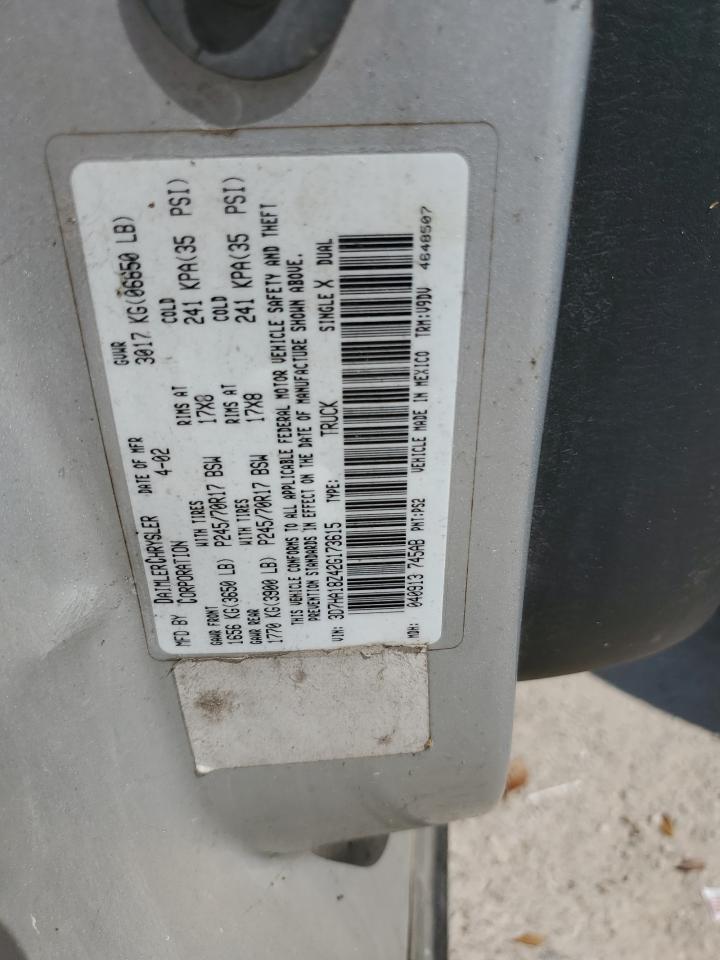 MFD BY DAIMLERCHRYSLER CORPORATION DATE OF MFR 4-02 GVWR 3017 KG(06650 LB)
GAWR FRONT WITH TIRES RIMS AT COLD
1656 KG(3650 LB) P245/70R17 BSW 17X8 241 KPA(35 PSI)
GAWR REAR WITH TIRES RIMS AT COLD
1770 KG(3900 LB) P245/70R17 BSW 17X8 241 KPA(35 PSI)
THIS VEHICLE CONFORMS TO ALL APPLICABLE FEDERAL MOTOR VEHICLE SAFETY AND THEFT
PREVENTION STANDARDS IN EFFECT ON THE DATE OF MANUFACTURE SHOWN ABOVE.
VIN: 3D7HA18Z42G173615 TYPE: TRUCK SINGLE X DUAL
MDH: 040913 745AB PNT:PS2 VEHICLE MADE IN MEXICO TRM:V9DV 4648507